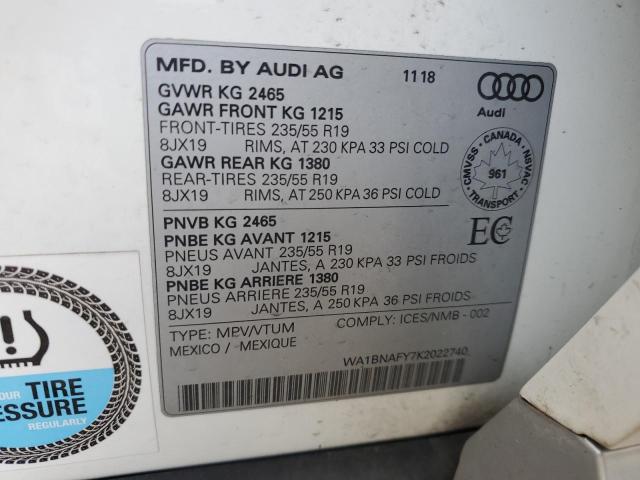 MFD. BY AUDI AG 11 18
Audi
GVWR KG 2465
GAWR FRONT KG 1215
FRONT-TIRES 235/55 R19
8JX19 RIMS, AT 230 KPA 33 PSI COLD
GAWR REAR KG 1380
REAR-TIRES 235/55 R19
8JX19 RIMS, AT 250 KPA 36 PSI COLD
CMVSS - CANADA - NSVAC
961
TRANSPORT
PNVB KG 2465
PNBE KG AVANT 1215
PNEUS AVANT 235/55 R19
8JX19 JANTES, A 230 KPA 33 PSI FROIDS
PNBE KG ARRIERE 1380
PNEUS ARRIERE 235/55 R19
8JX19 JANTES, A 250 KPA 36 PSI FROIDS
EC
TYPE: MPV/VTUM COMPLY: ICES/NMB - 002
MEXICO / MEXIQUE
WA1BNAFY7K2022740
OUR
TIRE
ESSURE
REGULARLY